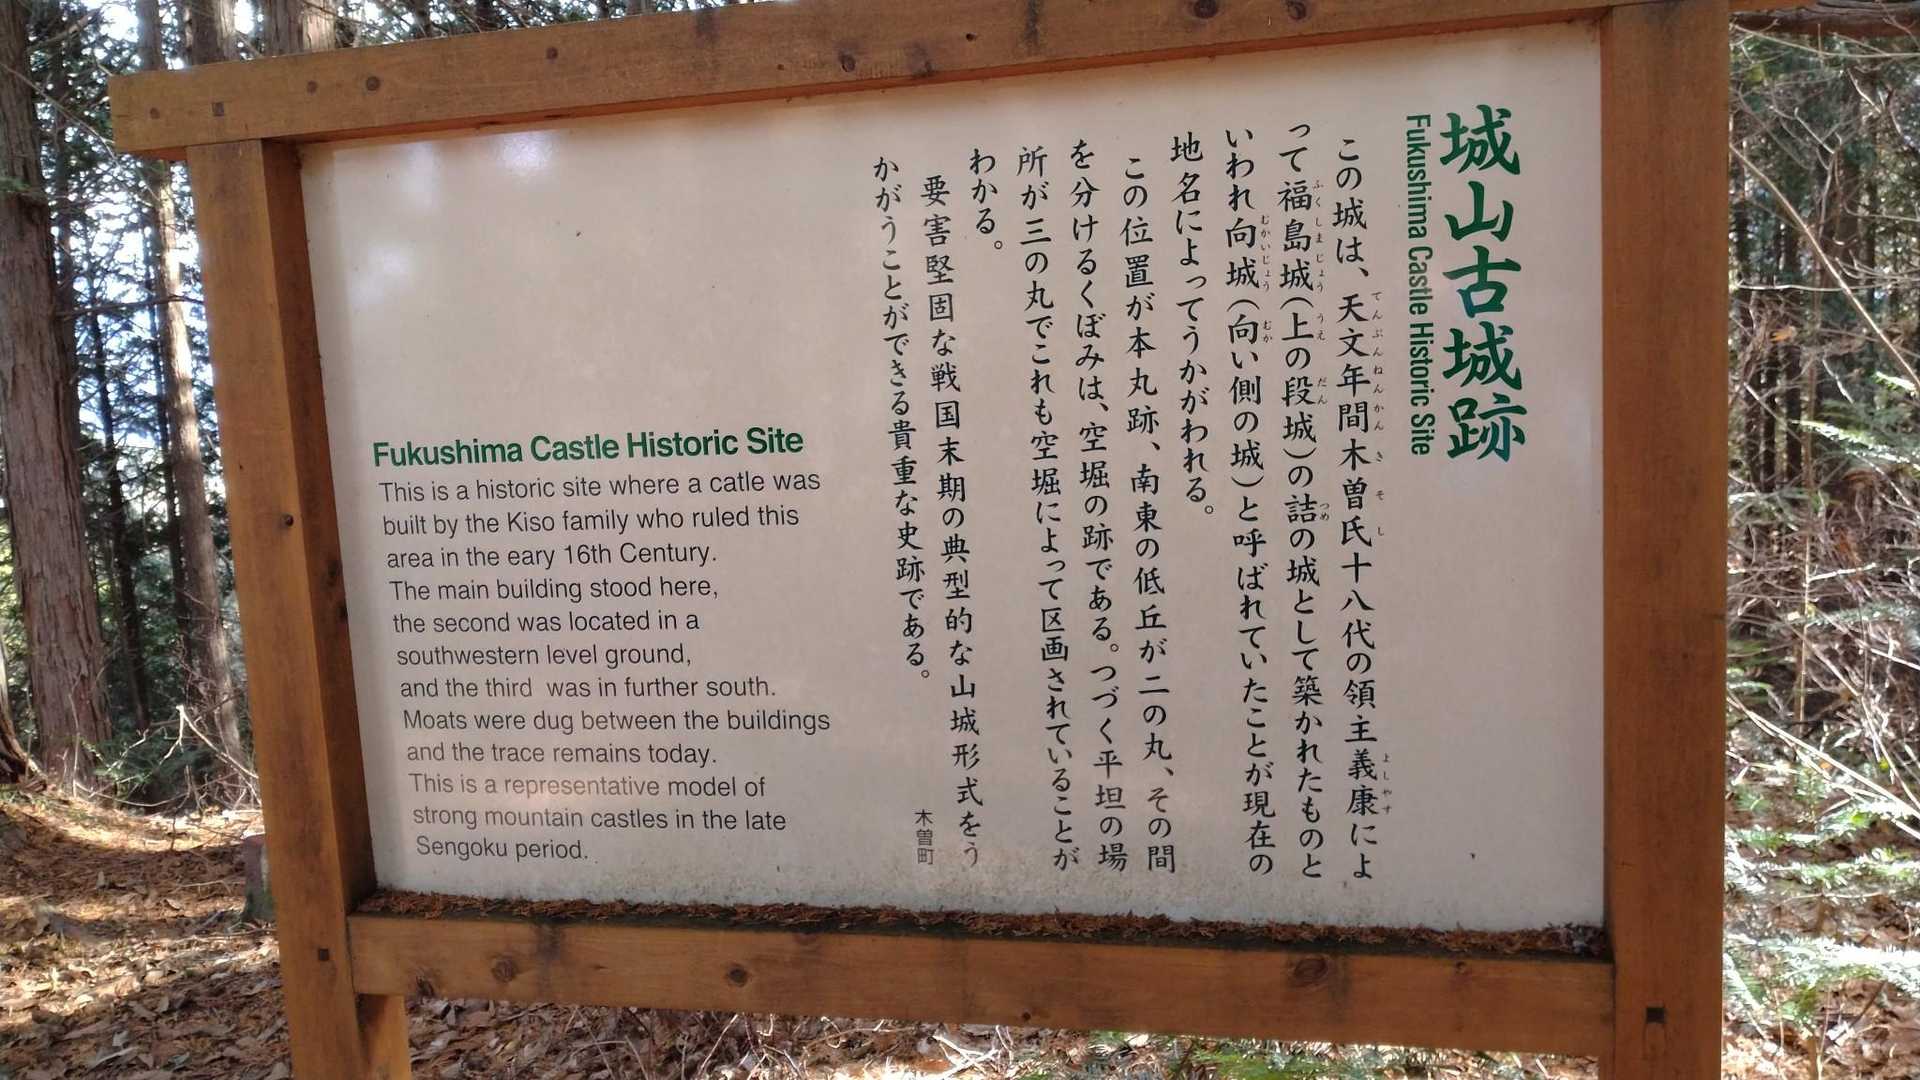 城山古城跡
Fukushima Castle Historic Site
この城は、天文年間木曽氏十八代の領主義康によ
って福島城(上の段城)の詰の城として築かれたものと
いわれ向城(向い側の城)と呼ばれていたことが現在の
地名によってうかがわれる。
この位置が本丸跡、南東の低丘が二の丸、その間
を分けるくぼみは、空堀の跡である。つづく平坦の場
所が三の丸でこれも空堀によって区画されていることが
わかる。
要害堅固な戦国末期の典型的な山城形式をう
かがうことができる貴重な史跡である。
木曽町
Fukushima Castle Historic Site
This is a historic site where a catle was
built by the Kiso family who ruled this
area in the eary 16th Century.
The main building stood here,
the second was located in a
southwestern level ground,
and the third was in further south.
Moats were dug between the buildings
and the trace remains today.
This is a representative model of
strong mountain castles in the late
Sengoku period.